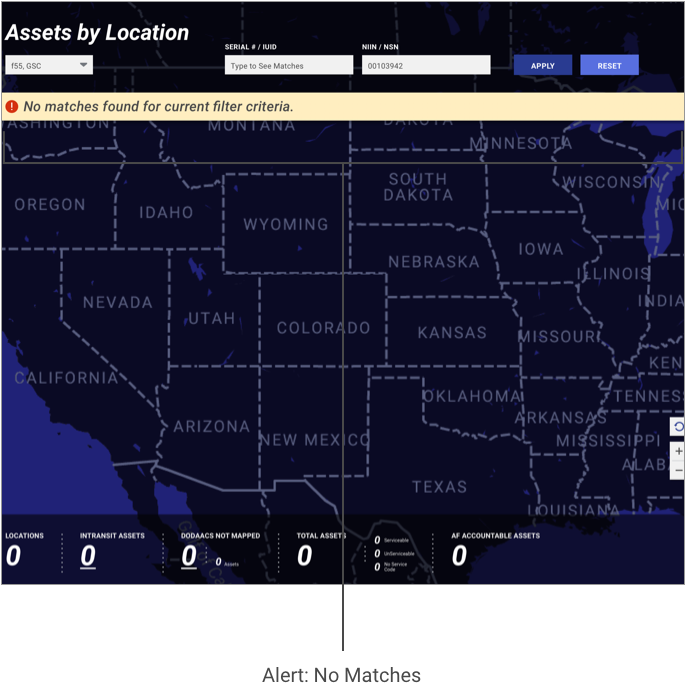 Assets by Location
SERIAL # / IUID
NIIN / NSN
f55, GSC
Type to See Matches
00103942
APPLY
RESET
No matches found for current filter criteria.
ASHINGTON
MONTANA
DAKOTA
MINNESOTA
OREGON
IDAHO
SOUTH
DAKOTA
WISCONSIN
MIC
WYOMING
NEBRASKA
IOWA
ILLINOIS
INDIA
NEVADA
UTAH
COLORADO
KANSAS
MISSOURI
KEN
CALIFORNIA
OKLAHOMA
TENNES
ARIZONA
NEW MEXICO
ARKANSAS
MISSISSIPPI
ALABA
TEXAS
LOUISIANA
LOCATIONS
0
INTRANSIT ASSETS
0
DODAACS NOT MAPPED
0
0 Assets
TOTAL ASSETS
0
0 Serviceable
0 UnServiceable
0 No Service
Code
AF ACCOUNTABLE ASSETS
0
Alert: No Matches